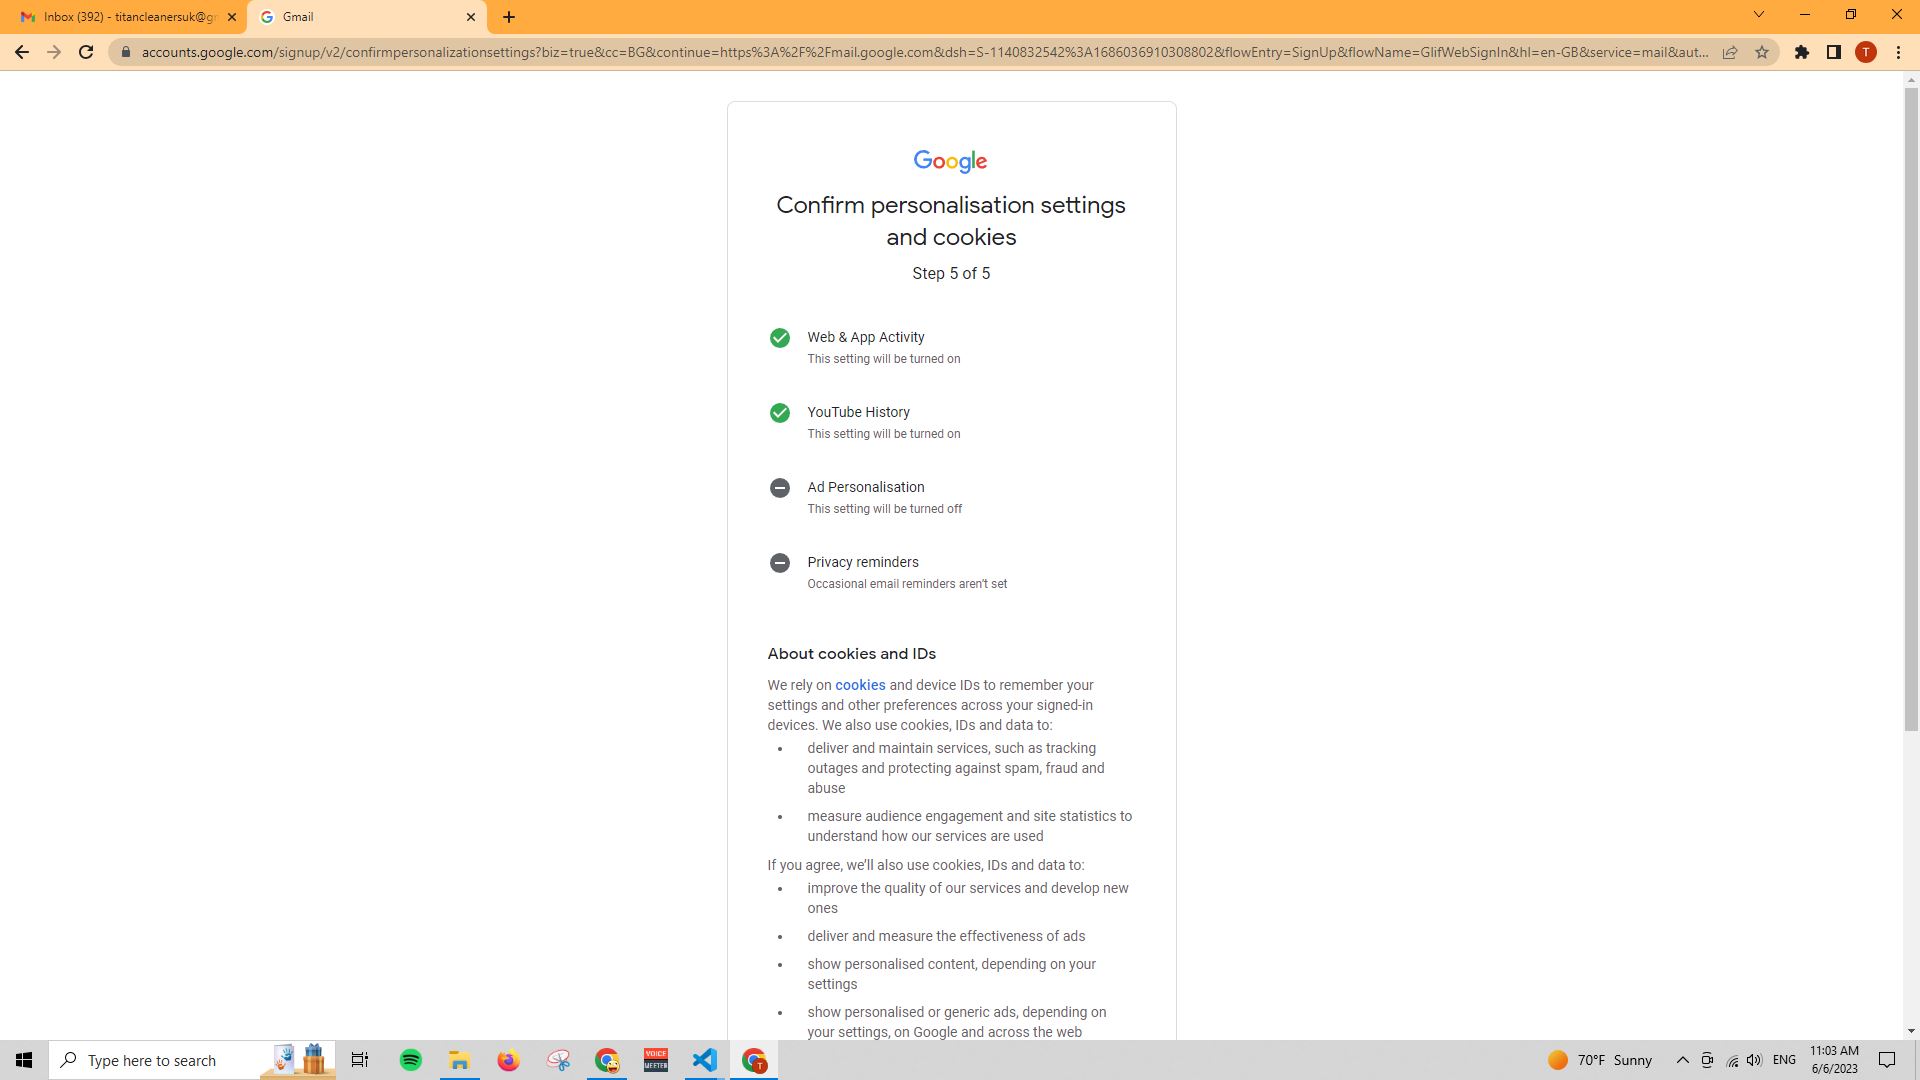 Inbox (392) - titancleanersuk@gm
Gmail
accounts.google.com/signup/v2/confirmpersonalizationsettings?biz=true&cc=BG&continue=https%3A%2F%2Fmail.google.com&dsh=S-1140832542%3A1686036910308802&flowEntry=SignUp&flowName=GlifWebSignIn&hl=en-GB&service=mail&aut...
T
Google
Confirm personalisation settings
and cookies
Step 5 of 5
Web & App Activity
This setting will be turned on
YouTube History
This setting will be turned on
Ad Personalisation
This setting will be turned off
Privacy reminders
Occasional email reminders aren't set
About cookies and IDs
We rely on cookies and device IDs to remember your
settings and other preferences across your signed-in
devices. We also use cookies, IDs and data to:
• deliver and maintain services, such as tracking
outages and protecting against spam, fraud and
abuse
• measure audience engagement and site statistics to
understand how our services are used
If you agree, we'll also use cookies, IDs and data to:
• improve the quality of our services and develop new
ones
• deliver and measure the effectiveness of ads
• show personalised content, depending on your
settings
• show personalised or generic ads, depending on
your settings, on Google and across the web
Type here to search
VOICE
MEETER
T
70°F Sunny
ENG
11:03 AM
6/6/2023